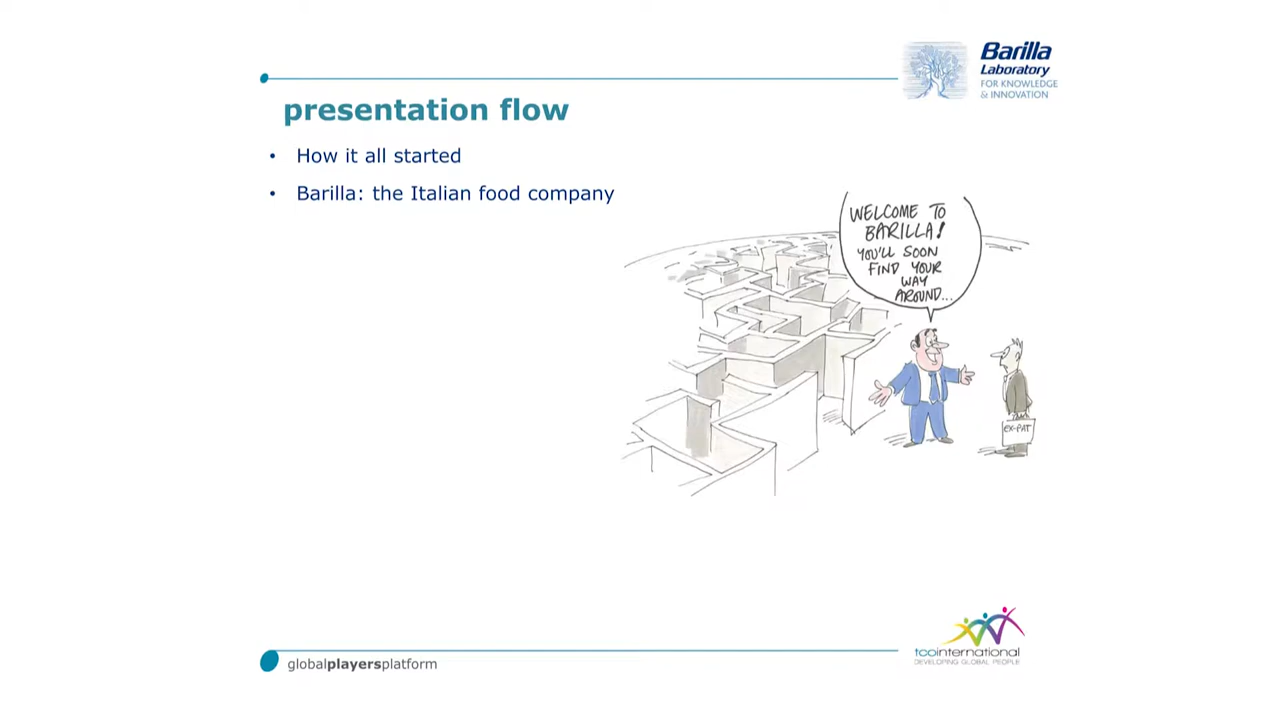 Barilla
Laboratory
FOR KNOWLEDGE
& INNOVATION
presentation flow
• How it all started
• Barilla: the Italian food company
WELCOME TO
BARILLA!
YOU'LL SOON
FIND YOUR
WAY
AROUND...
EX-PAT
tcointernational
DEVELOPING GLOBAL PEOPLE
globalplayersplatform